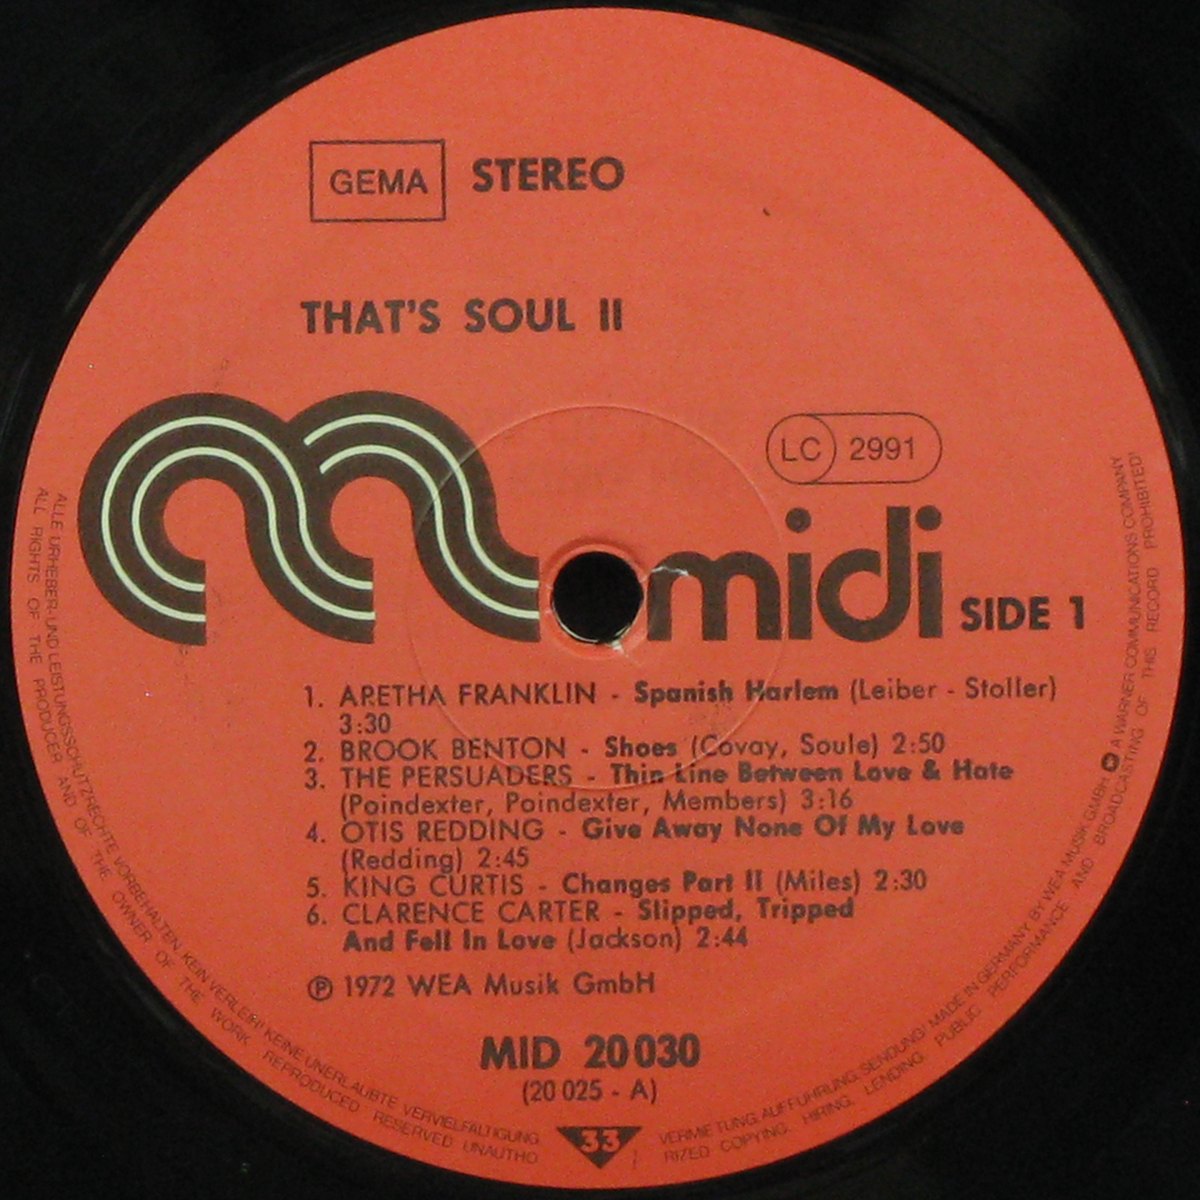 GEMA STEREO
THAT'S SOUL II
LC 2991
midi SIDE 1
1. ARETHA FRANKLIN - Spanish Harlem (Leiber - Stoller)
3:30
2. BROOK BENTON - Shoes (Covay, Soule) 2:50
3. THE PERSUADERS - Thin Line Between Love & Hate
(Poindexter, Poindexter, Members) 3:16
4. OTIS REDDING - Give Away None Of My Love
(Redding) 2:45
5. KING CURTIS - Changes Part II (Miles) 2:30
6. CLARENCE CARTER - Slipped, Tripped
And Fell In Love (Jackson) 2:44
℗ 1972 WEA Musik GmbH
MID 20 030
(20 025 - A)
33
ALLE URHEBER- UND LEISTUNGSSCHUTZRECHTE VORBEHALTEN KEIN VERLEIH! KEINE UNERLAUBTE VERVIELFÄLTIGUNG, VERMIETUNG, AUFFÜHRUNG, SENDUNG! MADE IN GERMANY BY WEA MUSIK GMBH A WARNER COMMUNICATIONS COMPANY
ALL RIGHTS OF THE PRODUCER AND OF THE OWNER OF THE WORK REPRODUCED RESERVED UNAUTHORIZED COPYING, HIRING, LENDING, PUBLIC PERFORMANCE AND BROADCASTING OF THIS RECORD PROHIBITED!